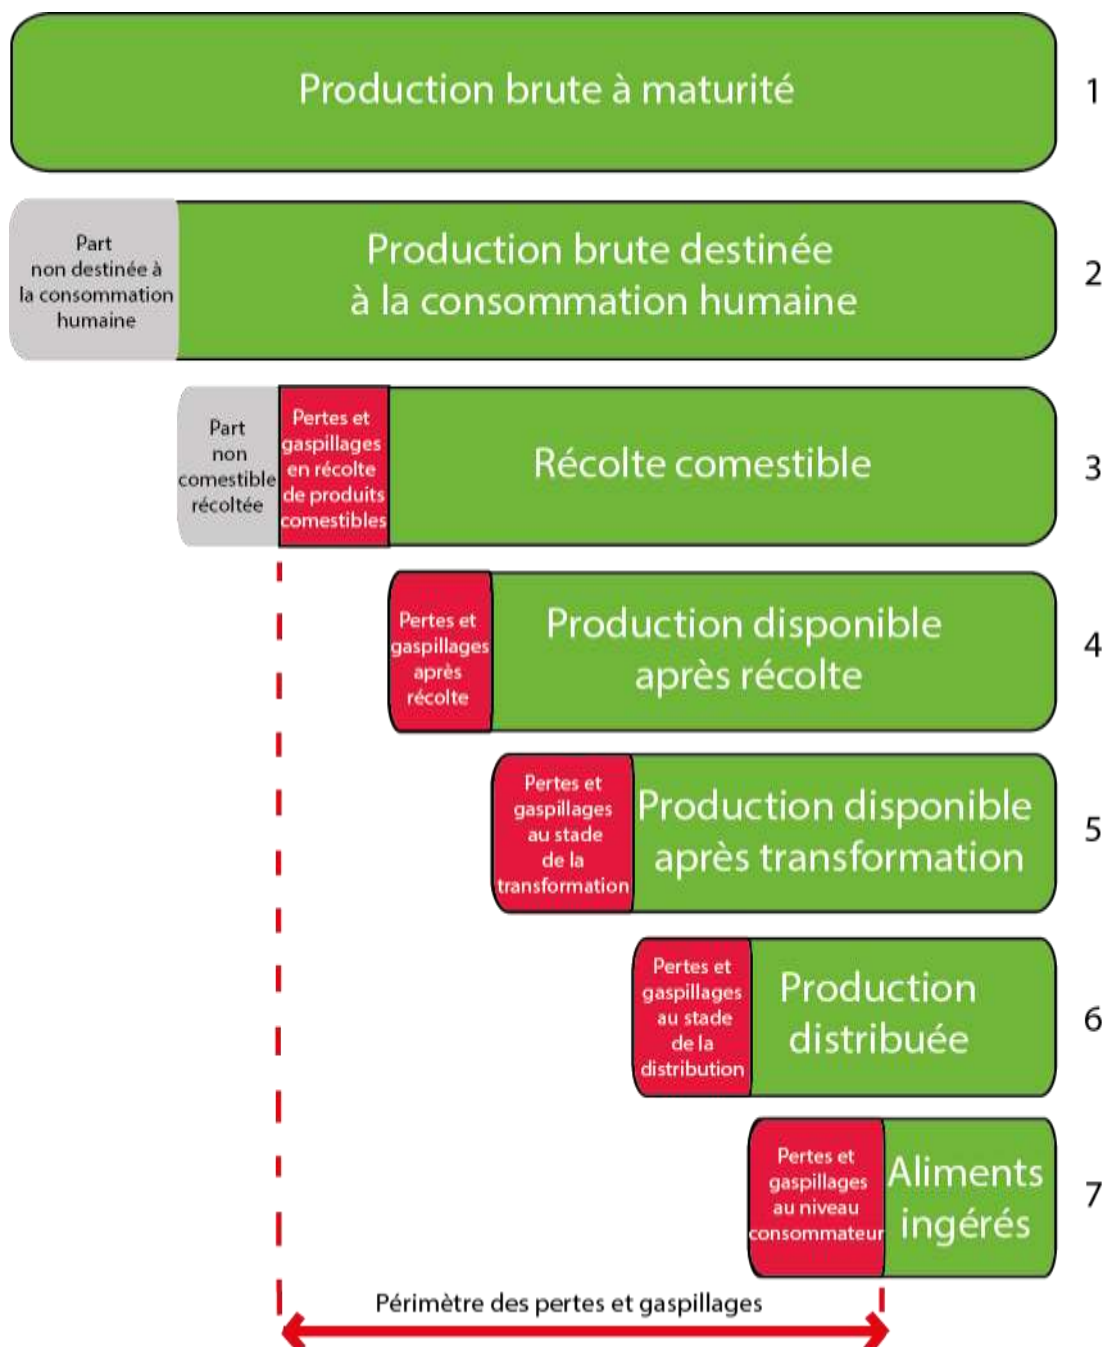 Production brute à maturité
1
Part
non destinée à
la consommation
humaine
Production brute destinée
à la consommation humaine
2
Part
non
comestible
récoltée
Pertes et
gaspillages
en récolte
de produits
comestibles
Récolte comestible
3
Pertes et
gaspillages
après
récolte
Production disponible
après récolte
4
Pertes et
gaspillages
au stade
de la
transformation
Production disponible
après transformation
5
Pertes et
gaspillages
au stade
de la
distribution
Production
distribuée
6
Pertes et
gaspillages
au niveau
consommateur
Aliments
ingérés
7
Périmètre des pertes et gaspillages